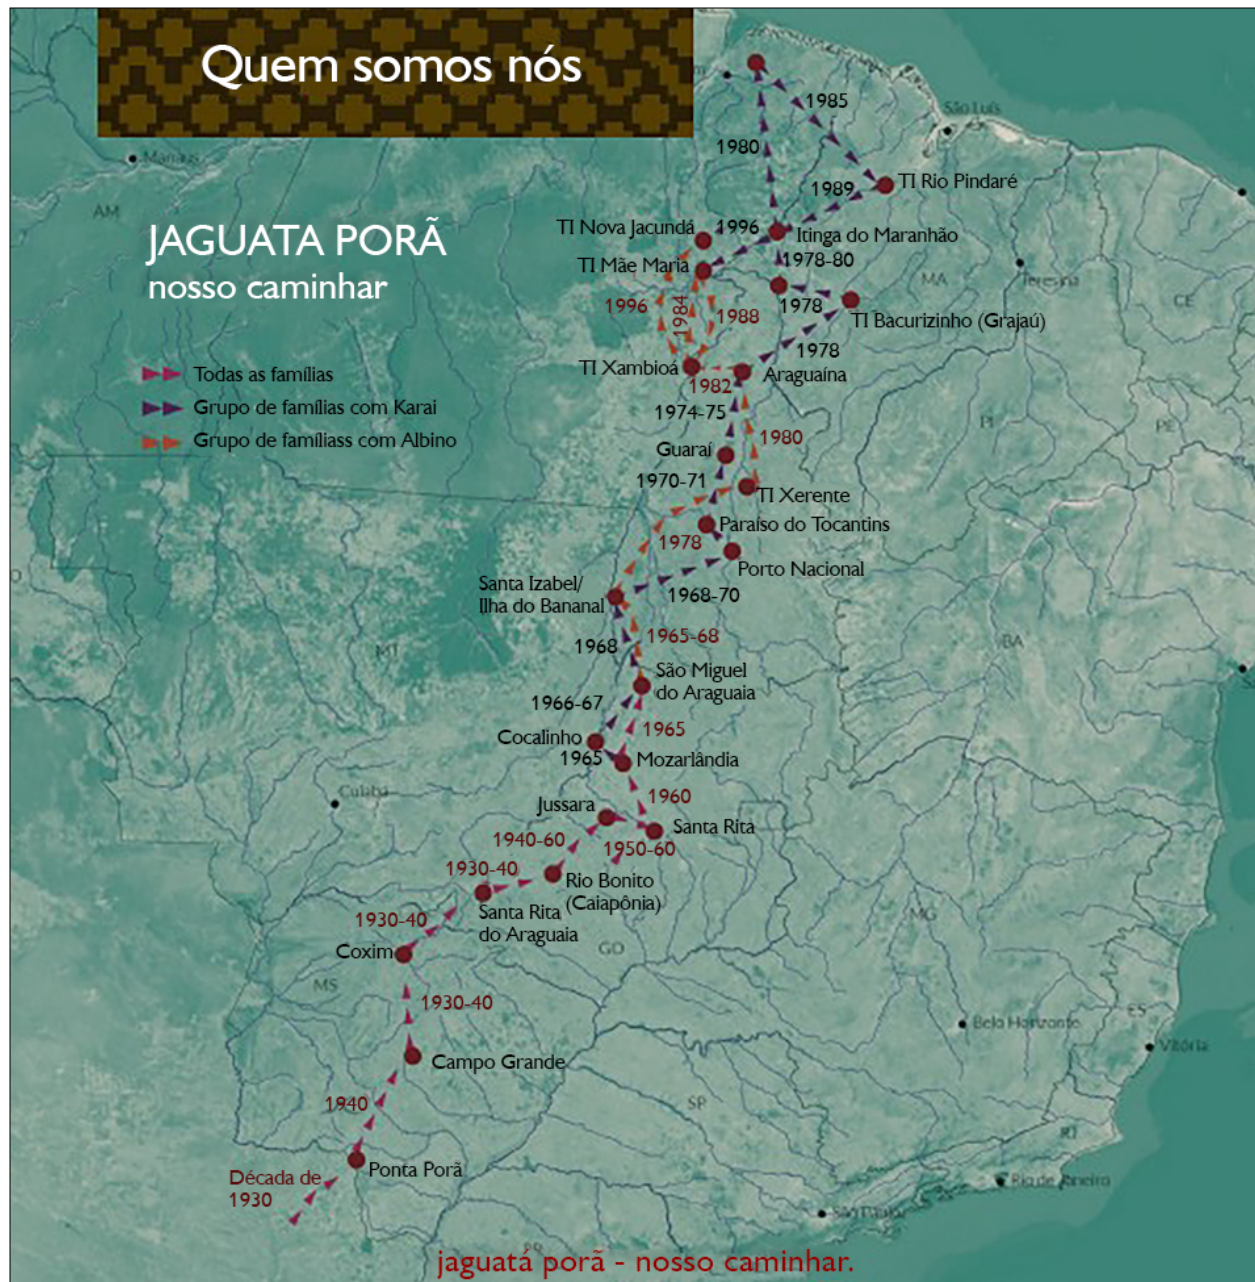 Quem somos nós
JAGUATA PORÃ
nosso caminhar
Todas as famílias
Grupo de famílias com Karai
Grupo de famíliass com Albino
Manaus
AM
São Luís
1985
1980
1989
TI Rio Pindaré
TI Nova Jacundá
1996
Itinga do Maranhão
TI Mãe Maria
1978-80
MA
Teresina
CE
1996
1984
1988
1978
TI Bacurizinho (Grajaú)
1978
TI Xambioá
1982
Araguaína
1974-75
PI
PE
Guaraí
1980
1970-71
TI Xerente
Paraíso do Tocantins
1978
Porto Nacional
Santa Izabel/
Ilha do Bananal
1968-70
MT
1968
1965-68
BA
São Miguel
do Araguaia
1966-67
1965
Cocalinho
1965
Mozarlândia
Cuiabá
1960
Jussara
Santa Rita
1940-60
1950-60
1930-40
Rio Bonito
(Caiapônia)
Santa Rita
do Araguaia
1930-40
GO
MG
Coxim
MS
1930-40
Belo Horizonte
ES
Vitória
Campo Grande
1940
SP
RJ
Ponta Porã
Década de
1930
Rio de Janeiro
São Paulo
PR
jaguatá porã - nosso caminhar.